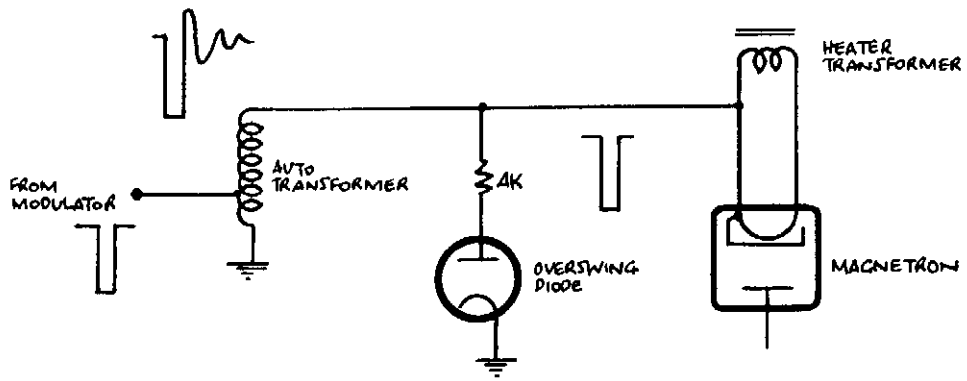 HEATER
TRANSFORMER
AUTO
TRANSFORMER
4K
FROM
MODULATOR
OVERSWING
DIODE
MAGNETRON